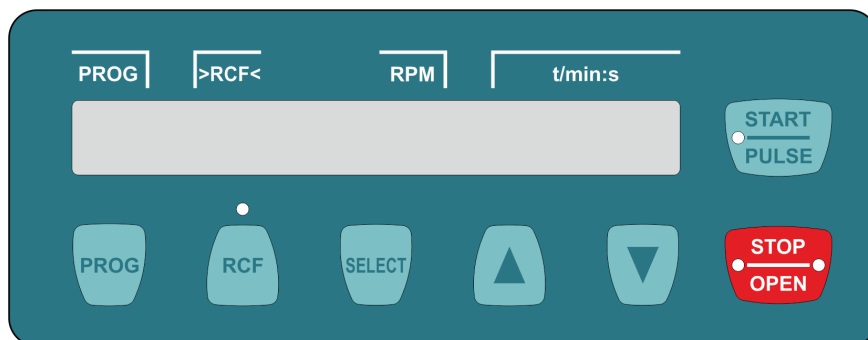 PROG >RCF< RPM t/min:s
START
PULSE
PROG RCF SELECT
STOP
OPEN